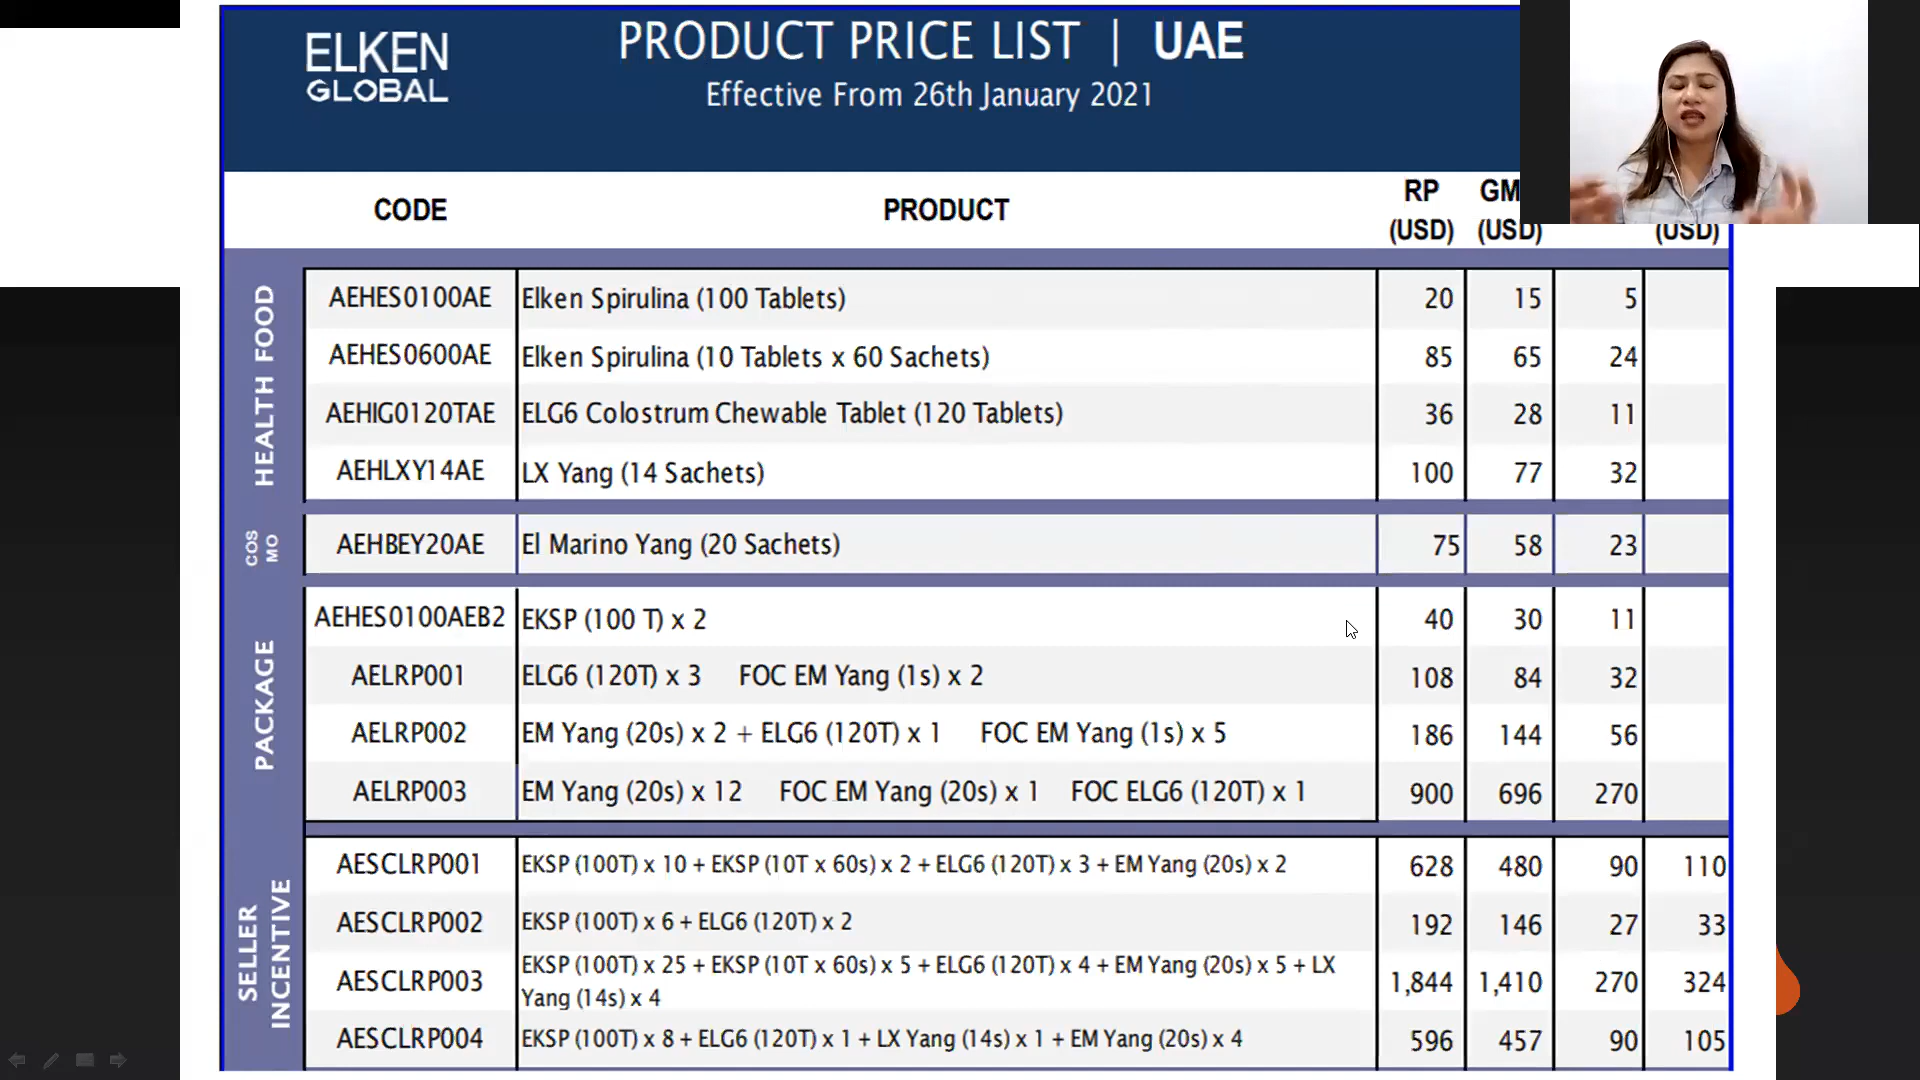 ELKEN
GLOBAL
PRODUCT PRICE LIST | UAE
Effective From 26th January 2021
CODE PRODUCT RP (USD) (USD) (USD)
HEALTH FOOD
AEHES0100AE Elken Spirulina (100 Tablets) 20 15 5
AEHES0600AE Elken Spirulina (10 Tablets x 60 Sachets) 85 65 24
AEHIG0120TAE ELG6 Colostrum Chewable Tablet (120 Tablets) 36 28 11
AEHLXY14AE LX Yang (14 Sachets) 100 77 32
COS
MO
AEHBEY20AE El Marino Yang (20 Sachets) 75 58 23
PACKAGE
AEHES0100AEB2 EKSP (100 T) x 2 40 30 11
AELRP001 ELG6 (120T) x 3 FOC EM Yang (1s) x 2 108 84 32
AELRP002 EM Yang (20s) x 2 + ELG6 (120T) x 1 FOC EM Yang (1s) x 5 186 144 56
AELRP003 EM Yang (20s) x 12 FOC EM Yang (20s) x 1 FOC ELG6 (120T) x 1 900 696 270
SELLER
INCENTIVE
AESCLRP001 EKSP (100T) x 10 + EKSP (10T x 60s) x 2 + ELG6 (120T) x 3 + EM Yang (20s) x 2 628 480 90 110
AESCLRP002 EKSP (100T) x 6 + ELG6 (120T) x 2 192 146 27 33
AESCLRP003 EKSP (100T) x 25 + EKSP (10T x 60s) x 5 + ELG6 (120T) x 4 + EM Yang (20s) x 5 + LX
Yang (14s) x 4 1,844 1,410 270 324
AESCLRP004 EKSP (100T) x 8 + ELG6 (120T) x 1 + LX Yang (14s) x 1 + EM Yang (20s) x 4 596 457 90 105